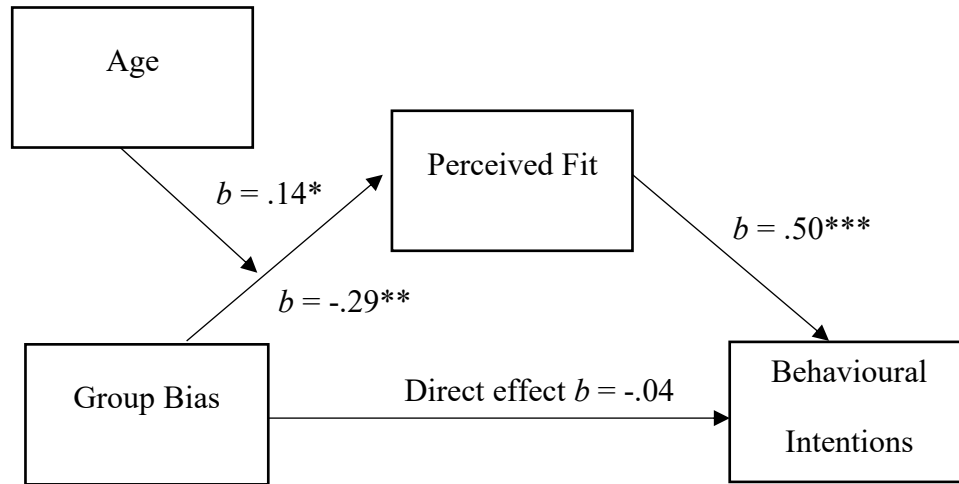 Age
Perceived Fit
b = .14*
b = .50***
b = -.29**
Group Bias
Direct effect b = -.04
Behavioural
Intentions